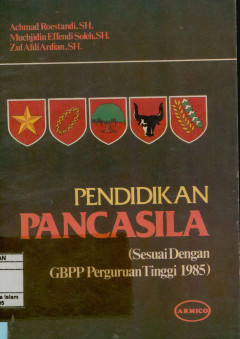 Achmad Roestandi, SH.
Muchjidin Effendi Soleh, SH.
Zul Afdi Ardian, SH.
PENDIDIKAN
PANCASILA
(Sesuai Dengan
GBPP Perguruan Tinggi 1985)
ARMICO